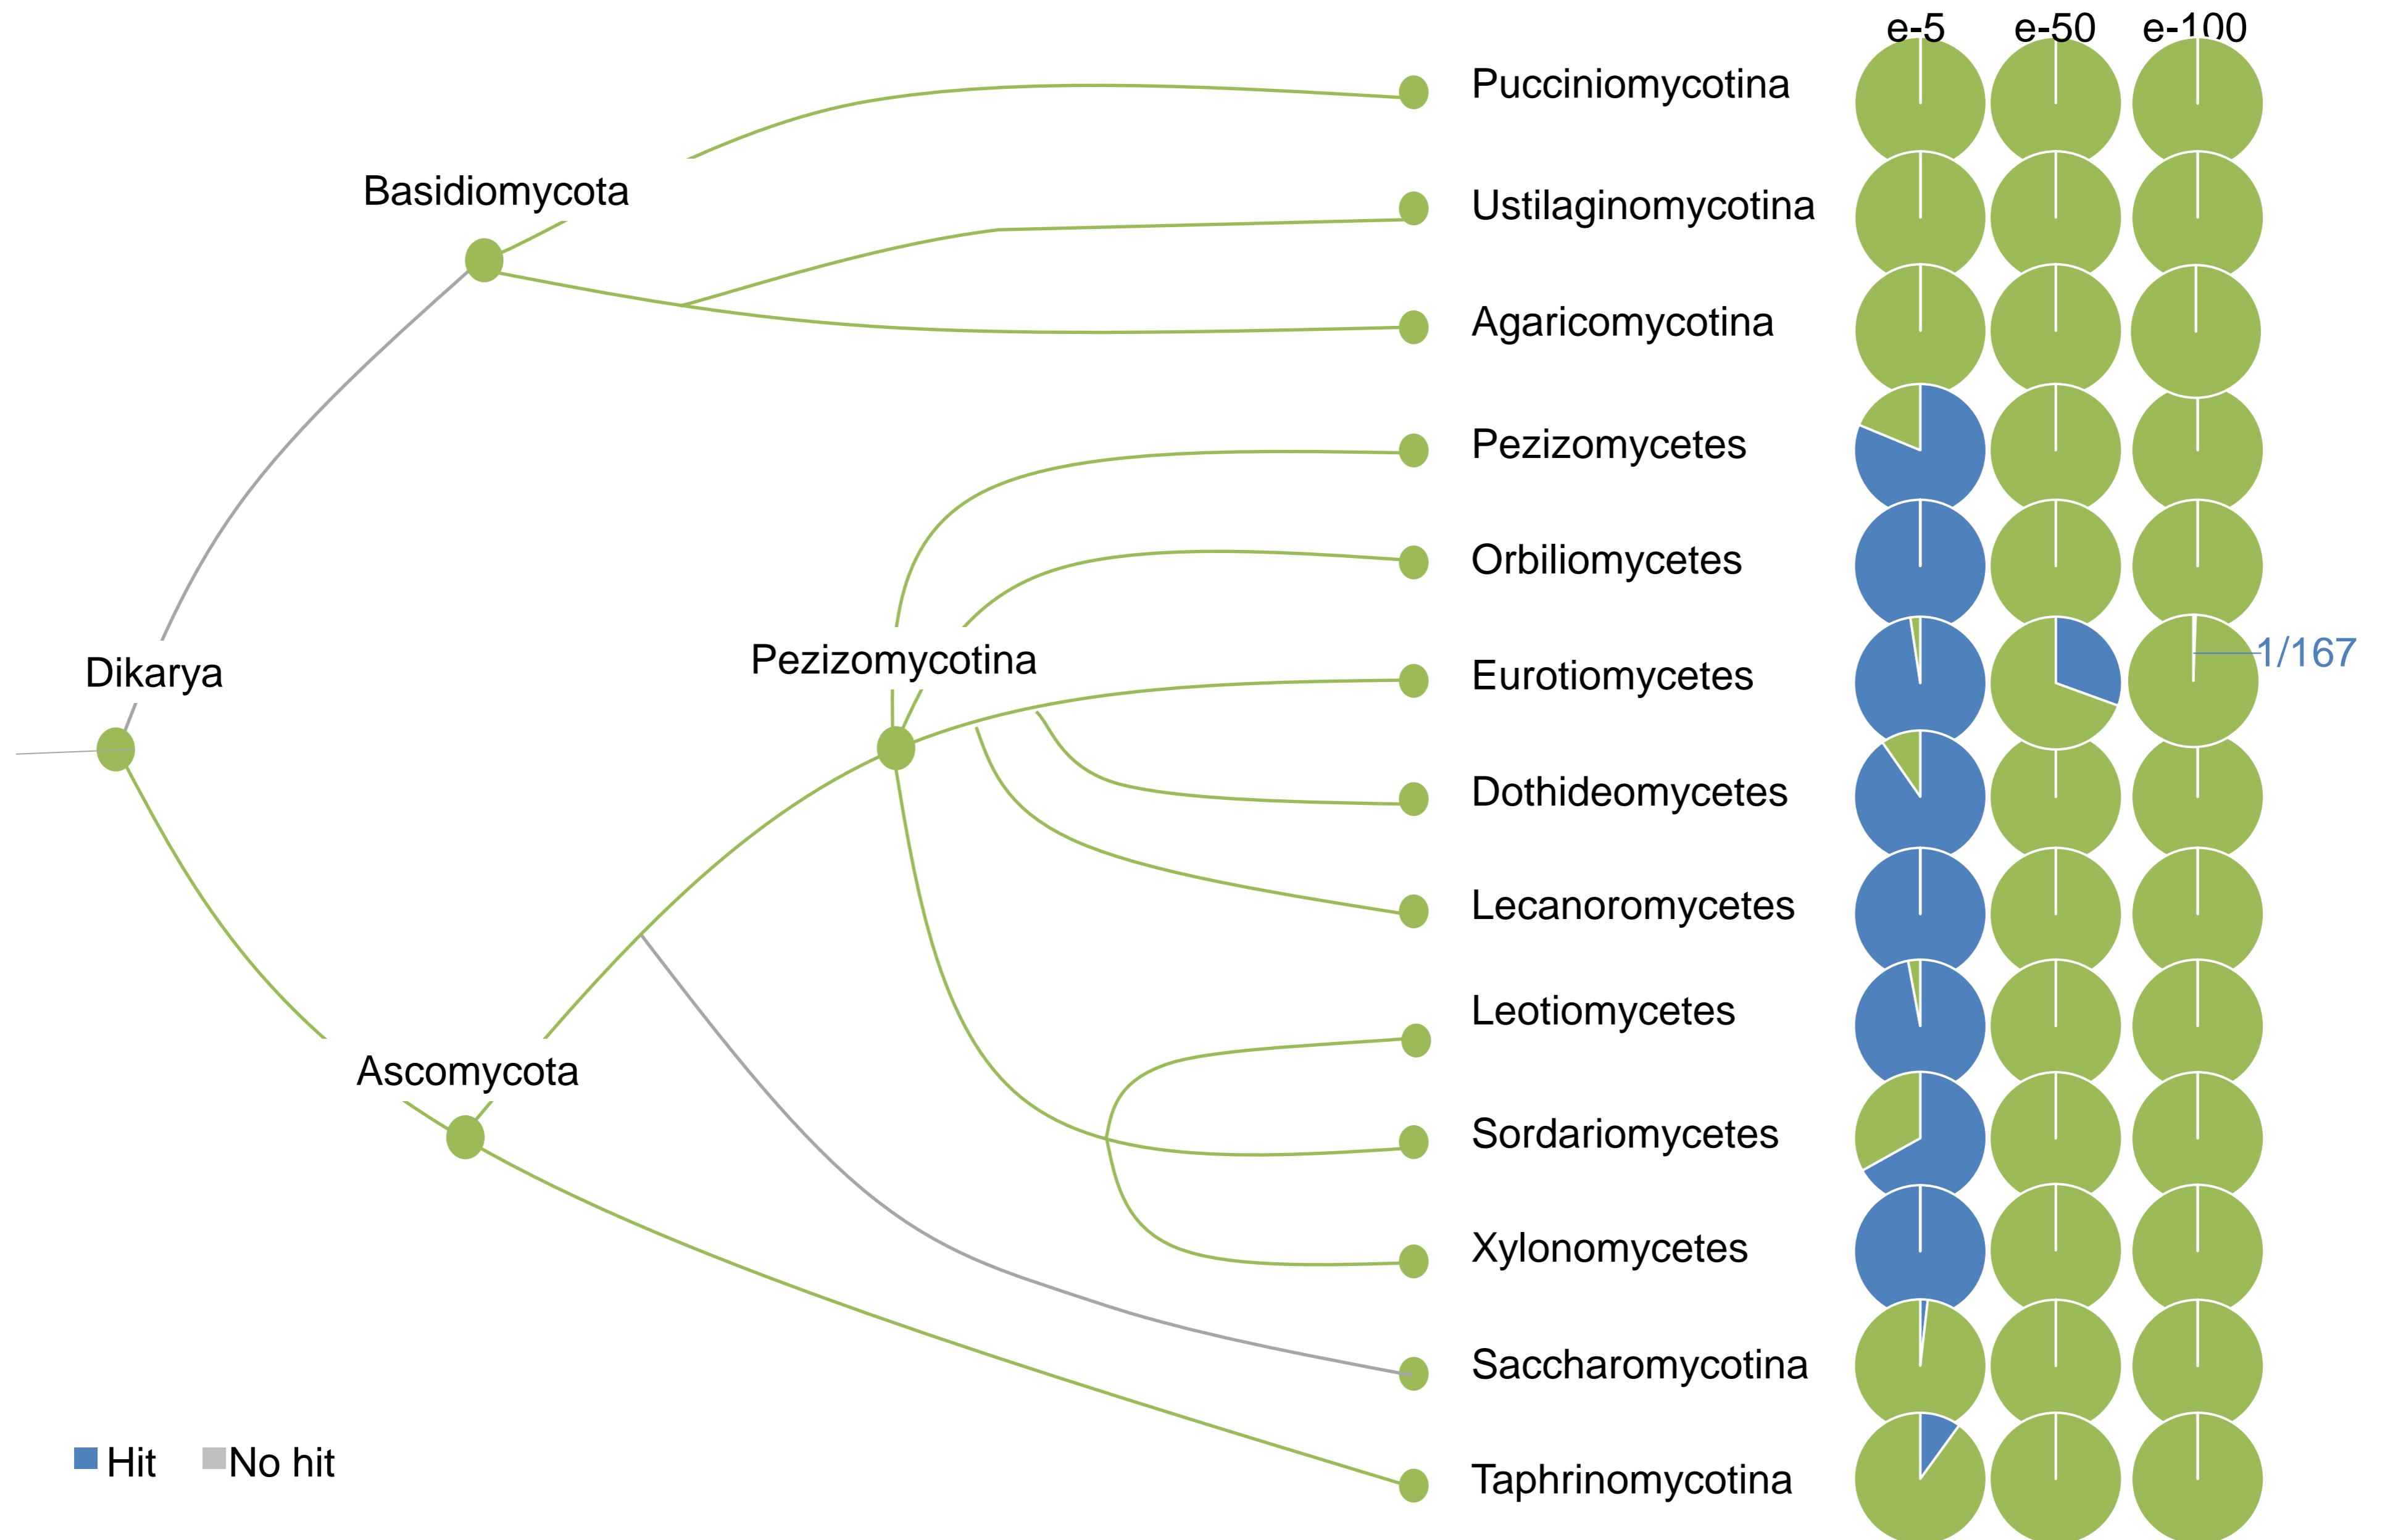 e-5 e-50 e-100
Pucciniomycotina
Basidiomycota
Ustilaginomycotina
Agaricomycotina
Pezizomycetes
Orbiliomycetes
Pezizomycotina
1/167
Dikarya
Eurotiomycetes
Dothideomycetes
Lecanoromycetes
Leotiomycetes
Ascomycota
Sordariomycetes
Xylonomycetes
Saccharomycotina
Hit No hit
Taphrinomycotina